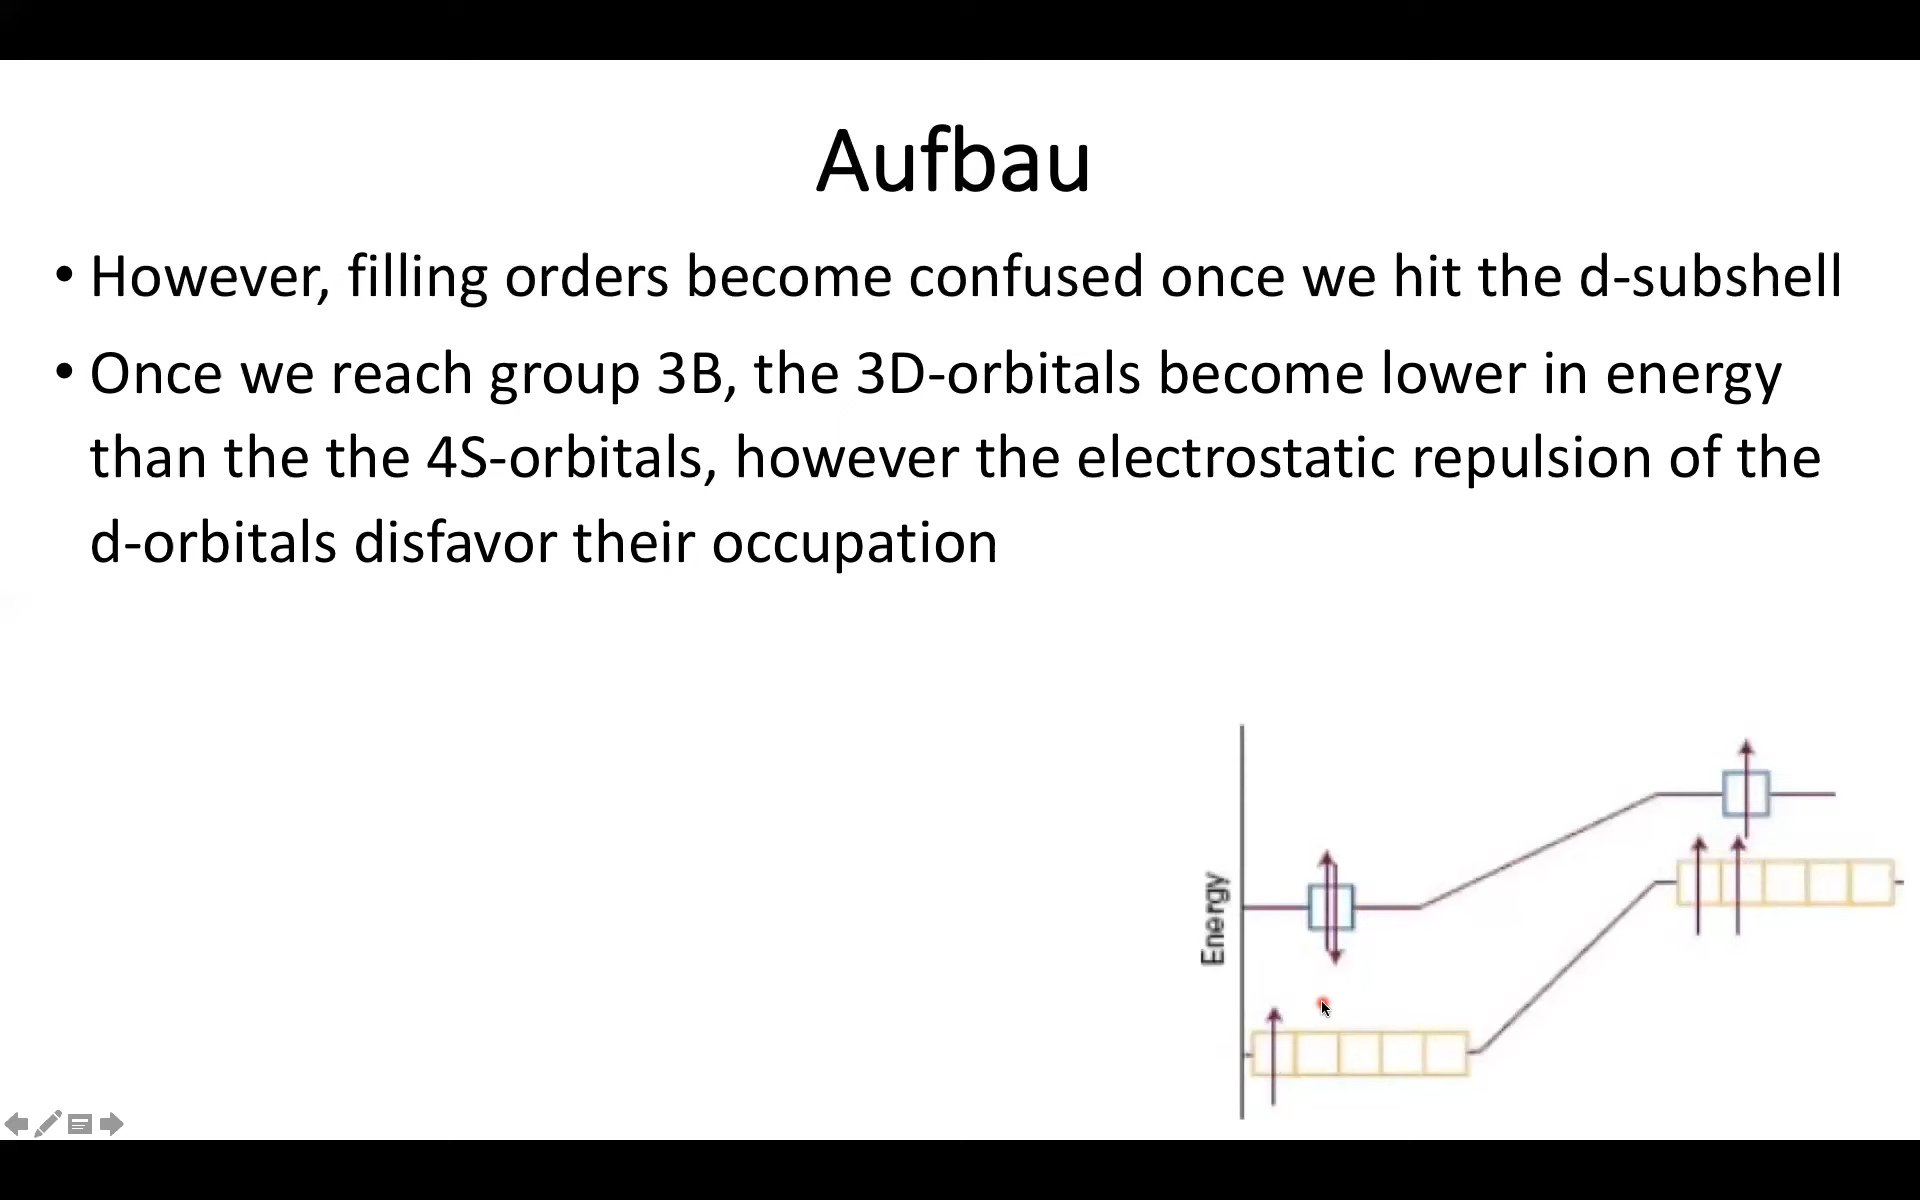 Aufbau
• However, filling orders become confused once we hit the d-subshell
• Once we reach group 3B, the 3D-orbitals become lower in energy
than the the 4S-orbitals, however the electrostatic repulsion of the
d-orbitals disfavor their occupation
Energy